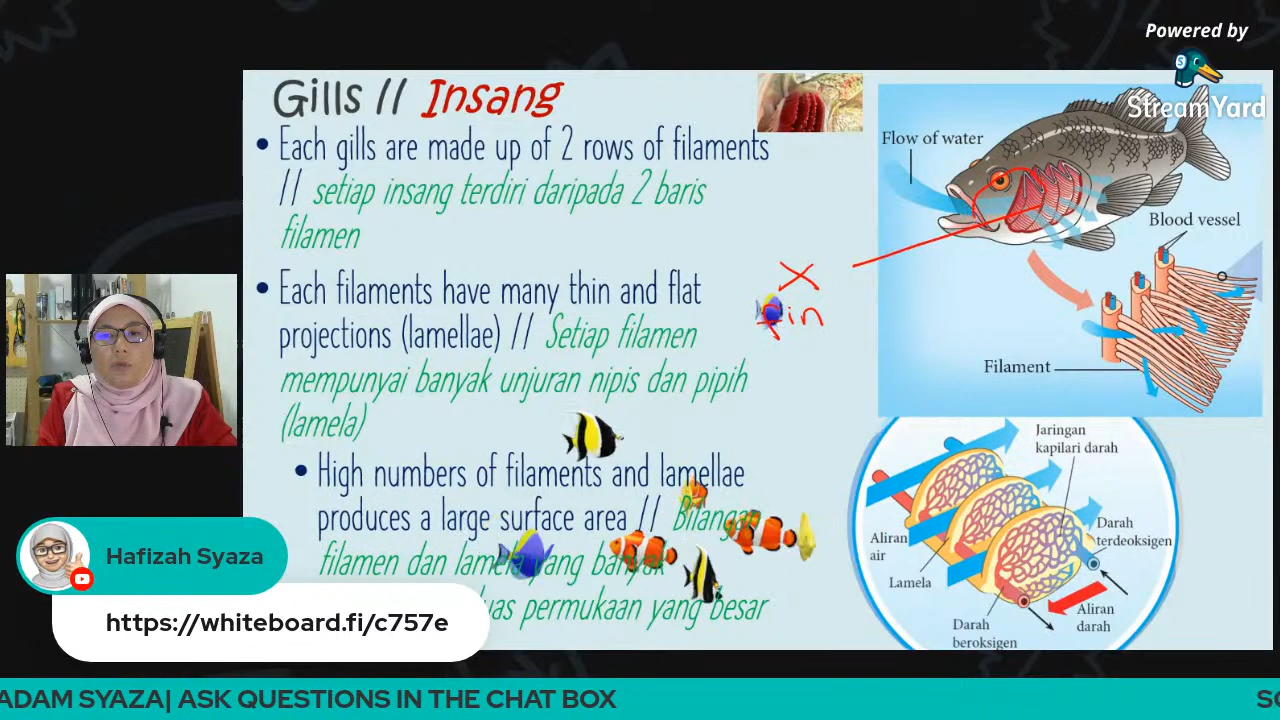 Powered by
StreamYard
Gills // Insang
• Each gills are made up of 2 rows of filaments
// setiap insang terdiri daripada 2 baris
filamen
• Each filaments have many thin and flat
projections (lamellae) // Setiap filamen
mempunyai banyak unjuran nipis dan pipih
(lamela)
• High numbers of filaments and lamellae
produces a large surface area // Bilangan
filamen dan lamela yang banyak
luas permukaan yang besar
X
fin
Flow of water
Blood vessel
Filament
Jaringan
kapilari darah
Aliran
air
Lamela
Darah
terdeoksigen
Aliran
darah
Darah
beroksigen
Hafizah Syaza
https://whiteboard.fi/c757e
ADAM SYAZA| ASK QUESTIONS IN THE CHAT BOX